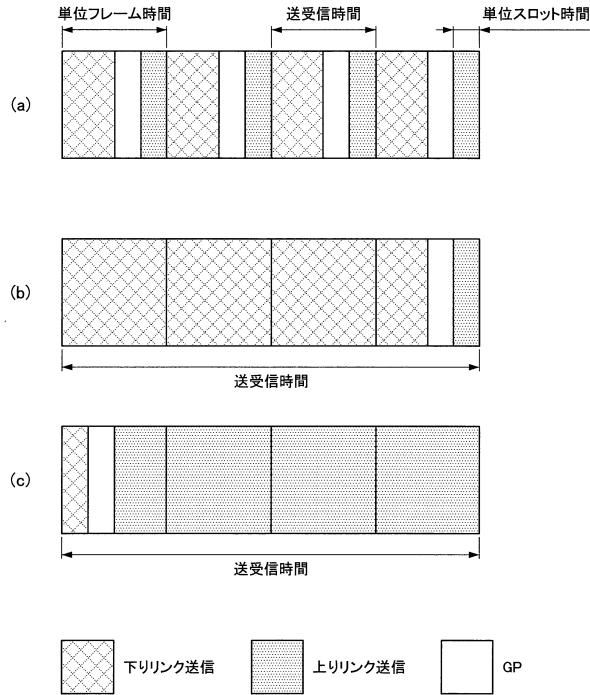 単位フレーム時間 送受信時間 単位スロット時間
(a)
(b)
送受信時間
(c)
送受信時間
下りリンク送信 上りリンク送信 GP